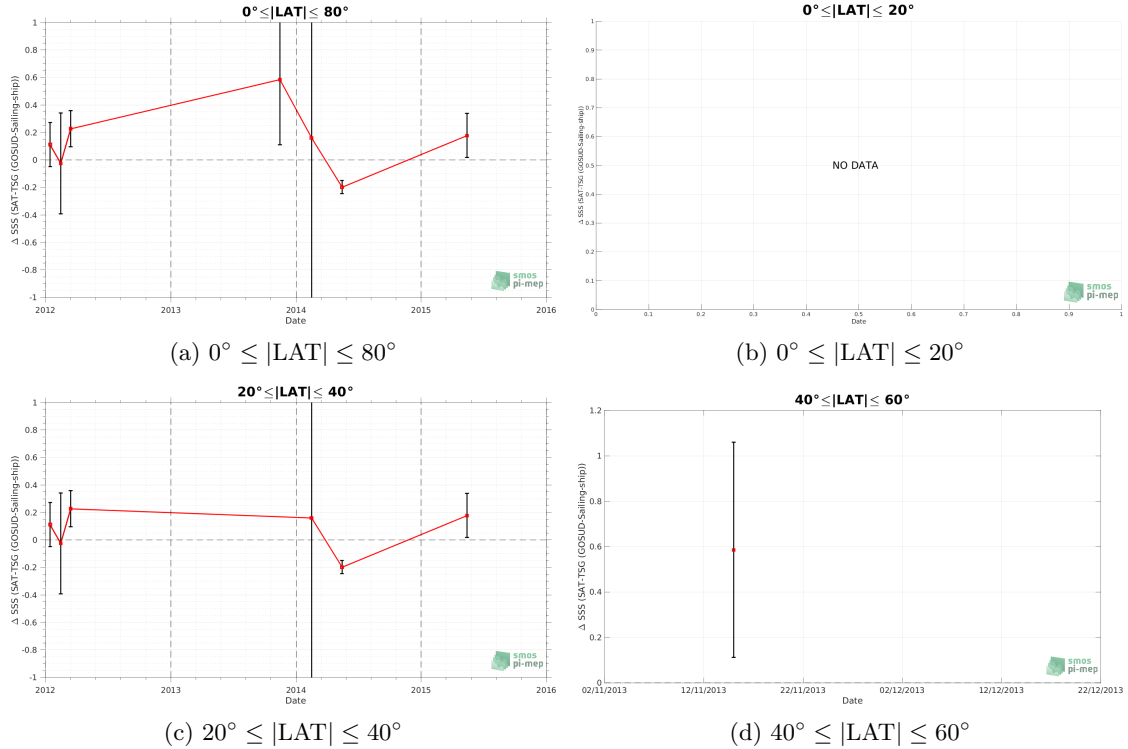 0°≤|LAT|≤ 80°
1
0.8
0.6
0.4
0.2
0
-0.2
-0.4
-0.6
-0.8
-1
Δ SSS (SAT-TSG (GOSUD-Sailing-ship))
2012
2013
2014
2015
2016
Date
smos
pi-mep
(a) 0° ≤ |LAT| ≤ 80°
0°≤|LAT|≤ 20°
1
0.9
0.8
0.7
0.6
0.5
0.4
0.3
0.2
0.1
0
Δ SSS (SAT-TSG (GOSUD-Sailing-ship))
NO DATA
0
0.1
0.2
0.3
0.4
0.5
0.6
0.7
0.8
0.9
1
Date
smos
pi-mep
(b) 0° ≤ |LAT| ≤ 20°
20°≤|LAT|≤ 40°
1
0.8
0.6
0.4
0.2
0
-0.2
-0.4
-0.6
-0.8
-1
Δ SSS (SAT-TSG (GOSUD-Sailing-ship))
2012
2013
2014
2015
2016
Date
smos
pi-mep
(c) 20° ≤ |LAT| ≤ 40°
40°≤|LAT|≤ 60°
1.2
1
0.8
0.6
0.4
0.2
0
Δ SSS (SAT-TSG (GOSUD-Sailing-ship))
02/11/2013
12/11/2013
22/11/2013
02/12/2013
12/12/2013
22/12/2013
Date
smos
pi-mep
(d) 40° ≤ |LAT| ≤ 60°